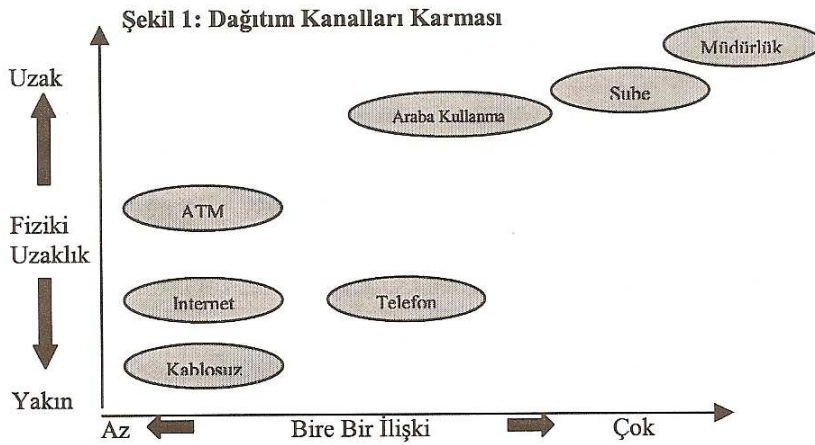 Şekil 1: Dağıtım Kanalları Karması
Müdürlük
Uzak
Şube
Araba Kullanma
ATM
Fiziki
Uzaklık
Internet
Telefon
Kablosuz
Yakın
Az
Bire Bir İlişki
Çok